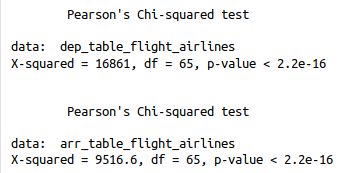 Pearson's Chi-squared test
data:  dep_table_flight_airlines
X-squared = 16861, df = 65, p-value < 2.2e-16
Pearson's Chi-squared test
data:  arr_table_flight_airlines
X-squared = 9516.6, df = 65, p-value < 2.2e-16